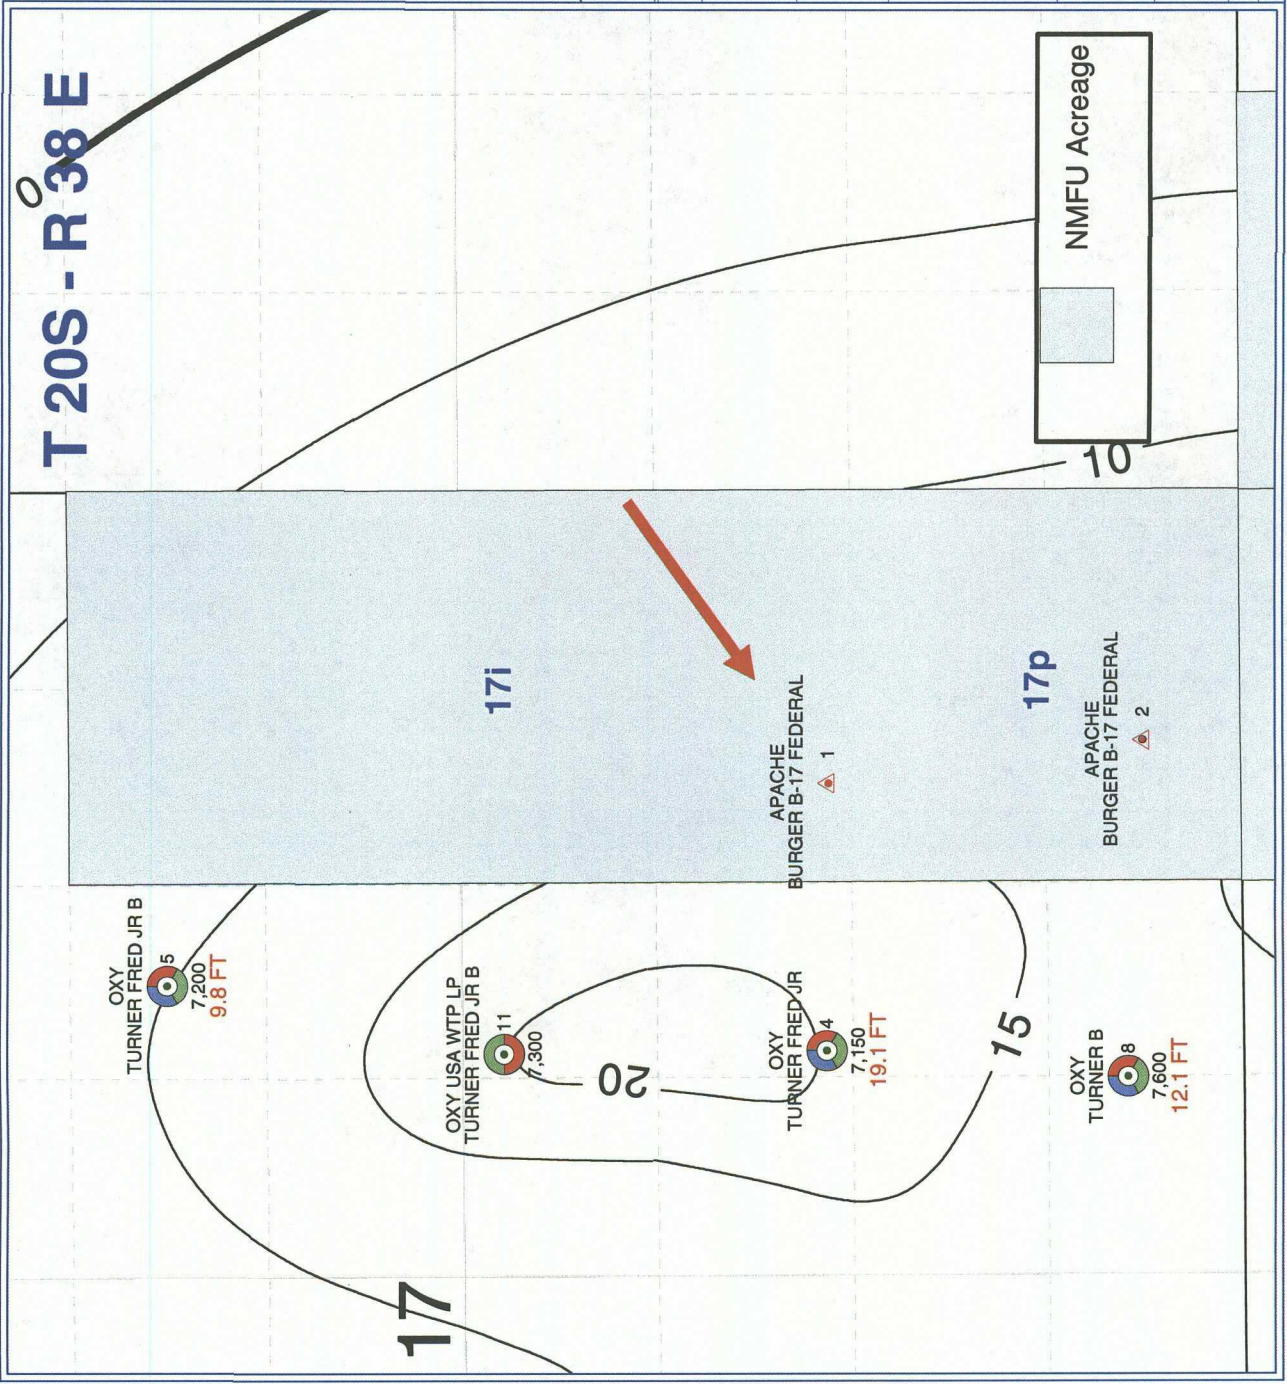 T 20S - R 38 E
0
NMFU Acreage
10
17i
17p
APACHE
BURGER B-17 FEDERAL
1
APACHE
BURGER B-17 FEDERAL
2
OXY
TURNER FRED JR B
5
7,200
9.8 FT
OXY USA WTP LP
TURNER FRED JR B
11
7,300
20
OXY
TURNER FRED JR
4
7,150
19.1 FT
15
OXY
TURNER B
8
7,600
12.1 FT
17